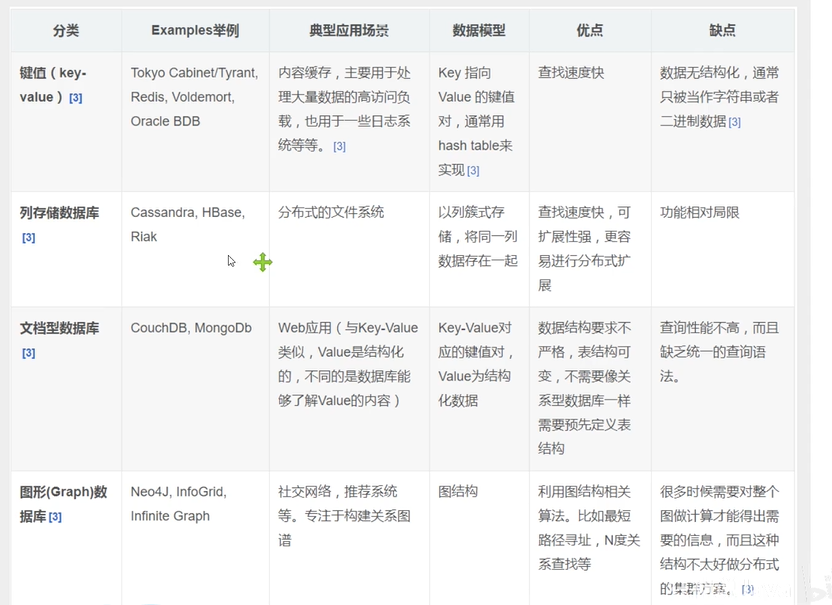 分类 Examples举例 典型应用场景 数据模型 优点 缺点
键值（key-
value）[3]
Tokyo Cabinet/Tyrant,
Redis, Voldemort,
Oracle BDB
内容缓存，主要用于处
理大量数据的高访问负
载，也用于一些日志系
统等等。[3]
Key 指向
Value 的键值
对，通常用
hash table来
实现[3]
查找速度快
数据无结构化，通常
只被当作字符串或者
二进制数据[3]
列存储数据库
[3]
Cassandra, HBase,
Riak
分布式的文件系统
以列簇式存
储，将同一列
数据存在一起
查找速度快，可
扩展性强，更容
易进行分布式扩
展
功能相对局限
文档型数据库
[3]
CouchDB, MongoDb
Web应用（与Key-Value
类似，Value是结构化
的，不同的是数据库能
够了解Value的内容）
Key-Value对
应的键值对，
Value为结构
化数据
数据结构要求不
严格，表结构可
变，不需要像关
系型数据库一样
需要预先定义表
结构
查询性能不高，而且
缺乏统一的查询语
法。
图形(Graph)数
据库[3]
Neo4J, InfoGrid,
Infinite Graph
社交网络，推荐系统
等。专注于构建关系图
谱
图结构
利用图结构相关
算法。比如最短
路径寻址，N度关
系查找等
很多时候需要对整个
图做计算才能得出需
要的信息，而且这种
结构不太好做分布式
的集群方案。[3]